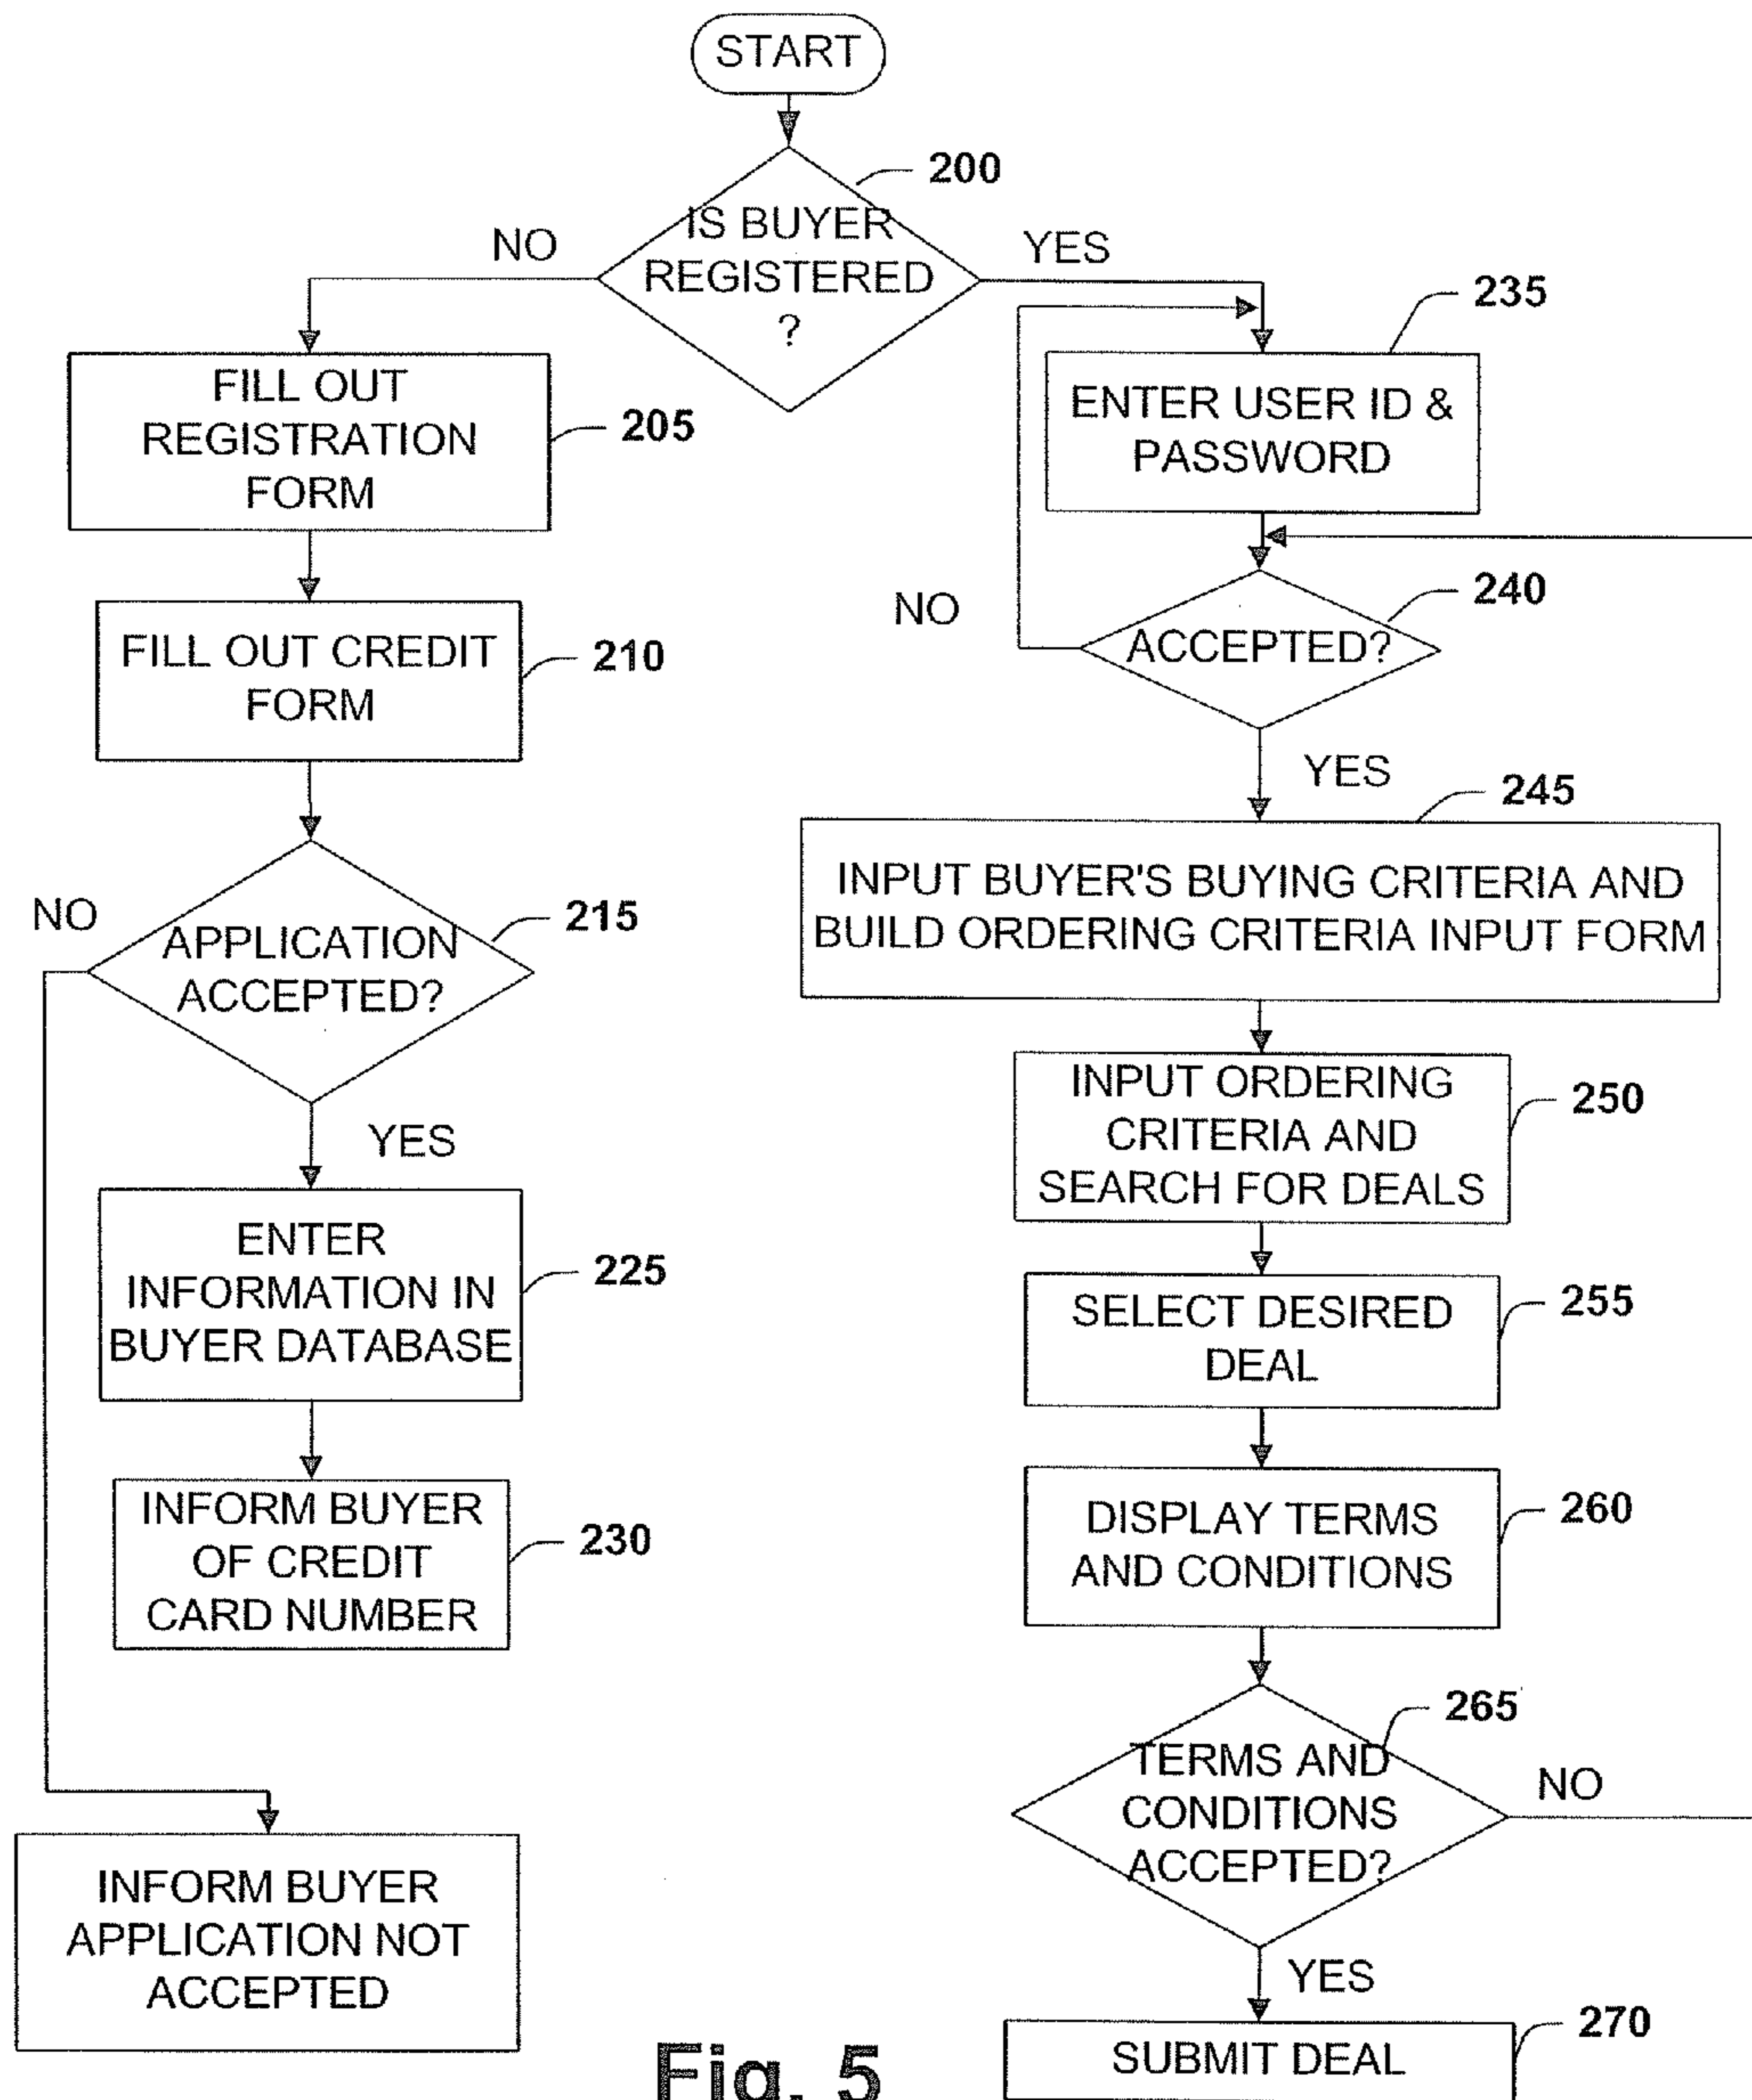 START
200
IS BUYER
REGISTERED
?
NO
YES
FILL OUT
REGISTRATION
FORM
205
FILL OUT CREDIT
FORM
210
APPLICATION
ACCEPTED?
215
NO
YES
ENTER
INFORMATION IN
BUYER DATABASE
225
INFORM BUYER
OF CREDIT
CARD NUMBER
230
INFORM BUYER
APPLICATION NOT
ACCEPTED
235
ENTER USER ID &
PASSWORD
240
NO
ACCEPTED?
YES
245
INPUT BUYER'S BUYING CRITERIA AND
BUILD ORDERING CRITERIA INPUT FORM
INPUT ORDERING
CRITERIA AND
SEARCH FOR DEALS
250
SELECT DESIRED
DEAL
255
DISPLAY TERMS
AND CONDITIONS
260
265
TERMS AND
CONDITIONS
ACCEPTED?
NO
YES
270
SUBMIT DEAL
Fig. 5